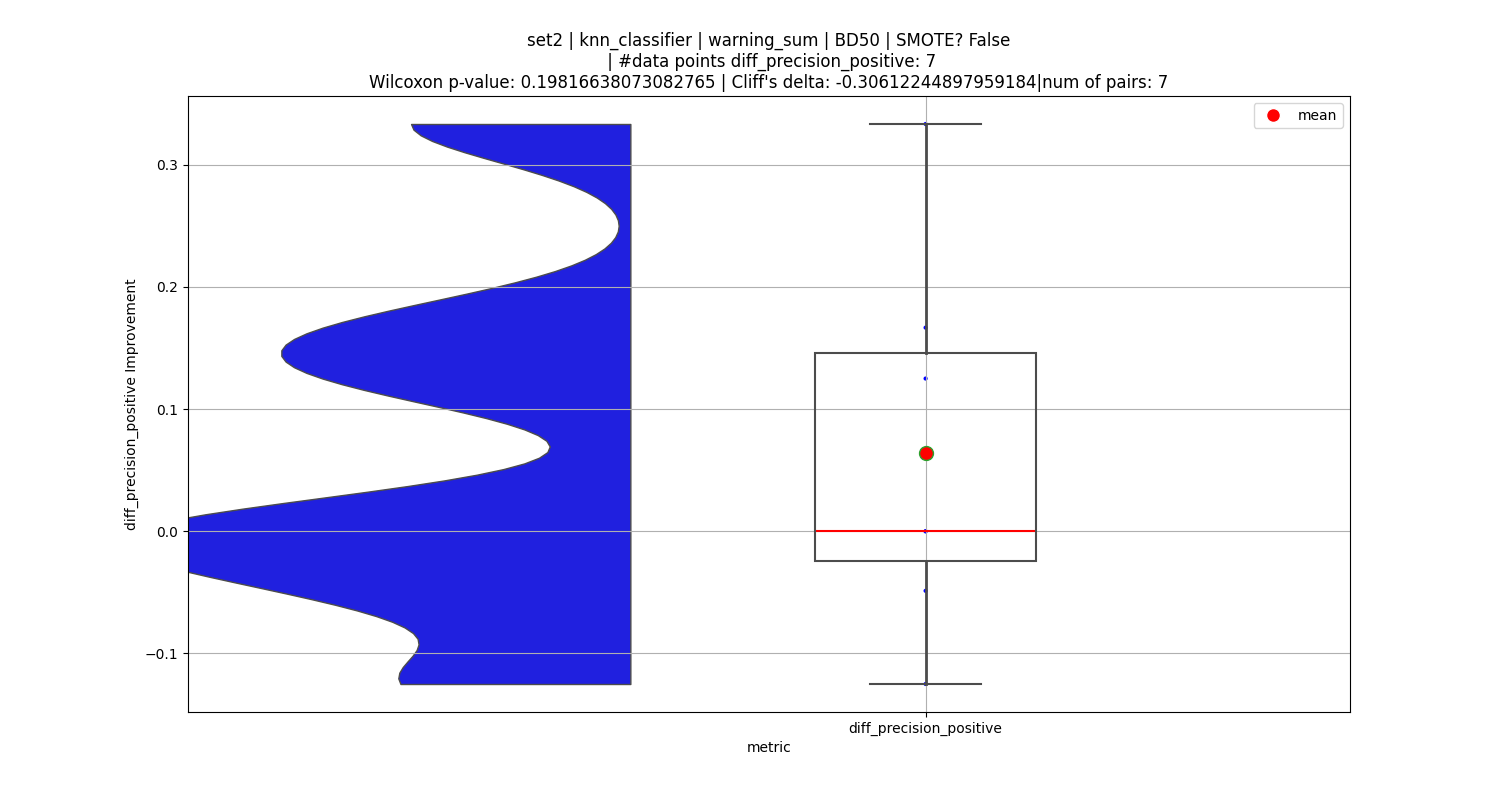 set2 | knn_classifier | warning_sum | BD50 | SMOTE? False
| #data points diff_precision_positive: 7
Wilcoxon p-value: 0.19816638073082765 | Cliff's delta: -0.30612244897959184|num of pairs: 7
mean
0.3
0.2
0.1
0.0
−0.1
diff_precision_positive Improvement
diff_precision_positive
metric